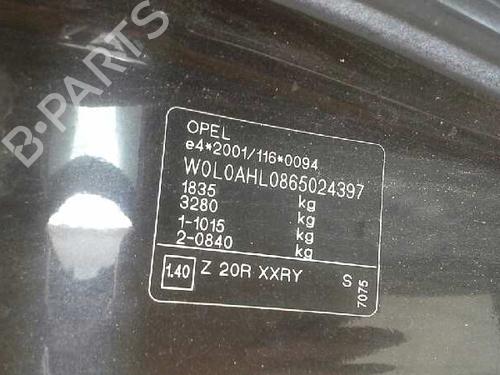 B-PARTS
B-PARTS
OPEL
e4*2001/116*0094
W0L0AHL0865024397
1835 kg
3280 kg
1-1015 kg
2-0840 kg
1.40 Z 20R XXRY S
7075